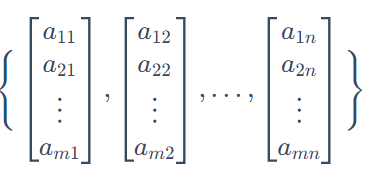 { [a₁₁ a₂₁ ⋮ aₘ₁], [a₁₂ a₂₂ ⋮ aₘ₂], …, [a₁ₙ a₂ₙ ⋮ aₘₙ] }